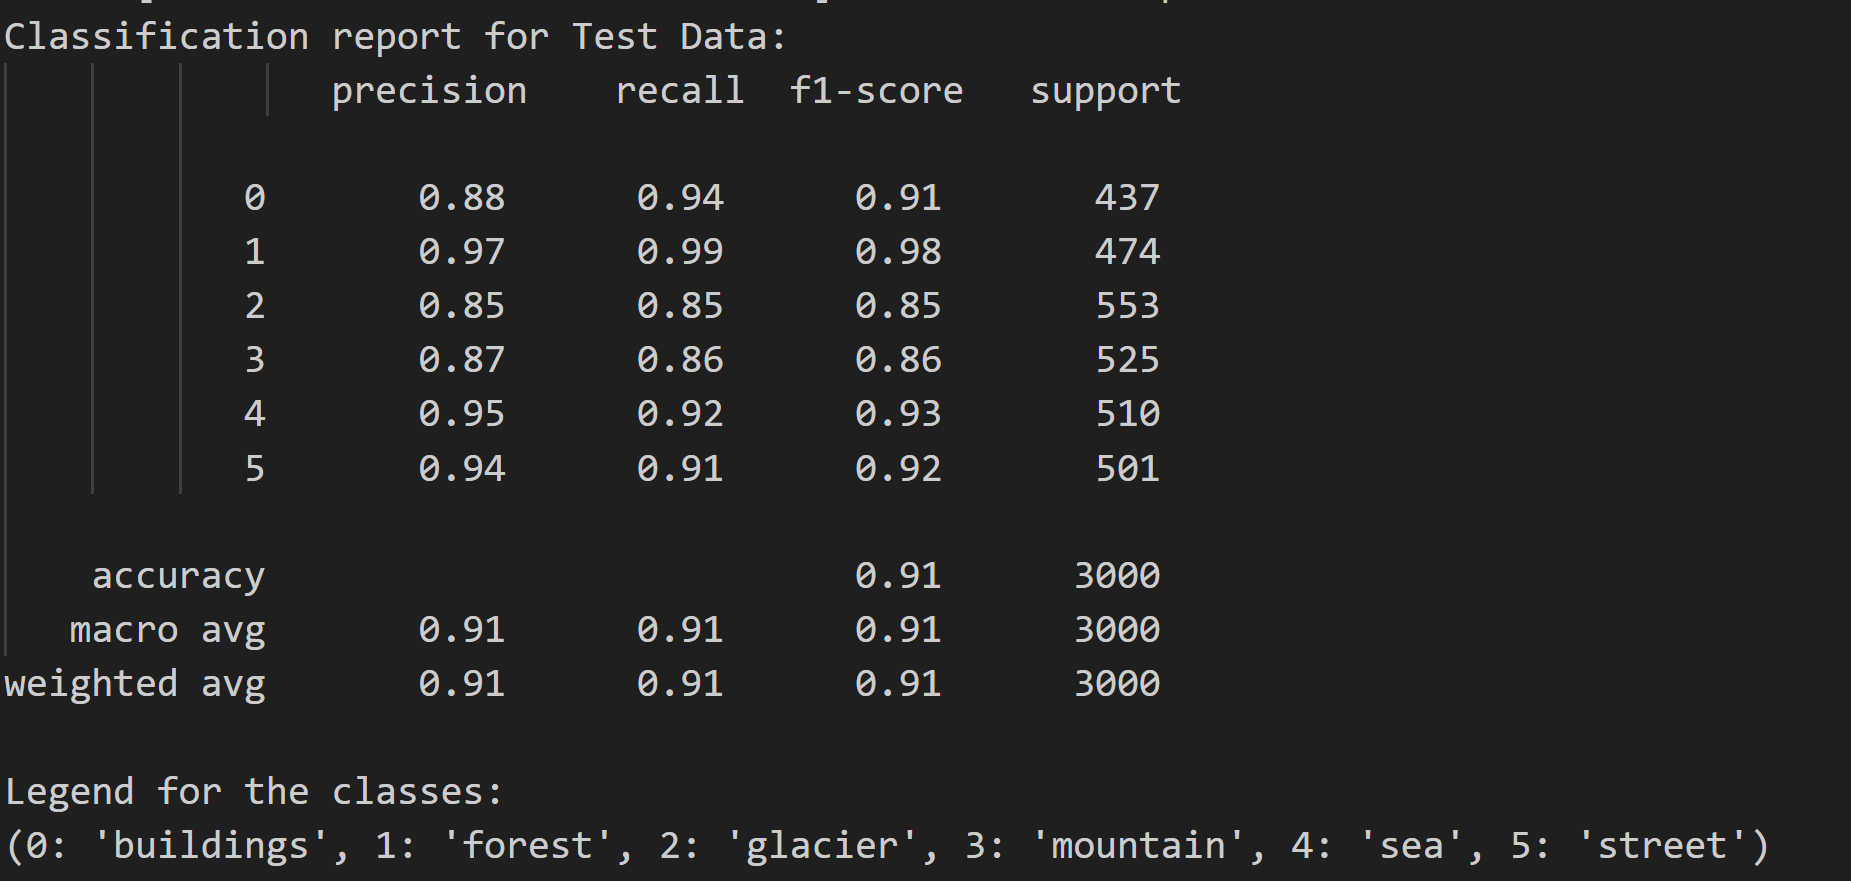 Classification report for Test Data:
precision recall f1-score support
0 0.88 0.94 0.91 437
1 0.97 0.99 0.98 474
2 0.85 0.85 0.85 553
3 0.87 0.86 0.86 525
4 0.95 0.92 0.93 510
5 0.94 0.91 0.92 501
accuracy 0.91 3000
macro avg 0.91 0.91 0.91 3000
weighted avg 0.91 0.91 0.91 3000
Legend for the classes:
(0: 'buildings', 1: 'forest', 2: 'glacier', 3: 'mountain', 4: 'sea', 5: 'street')